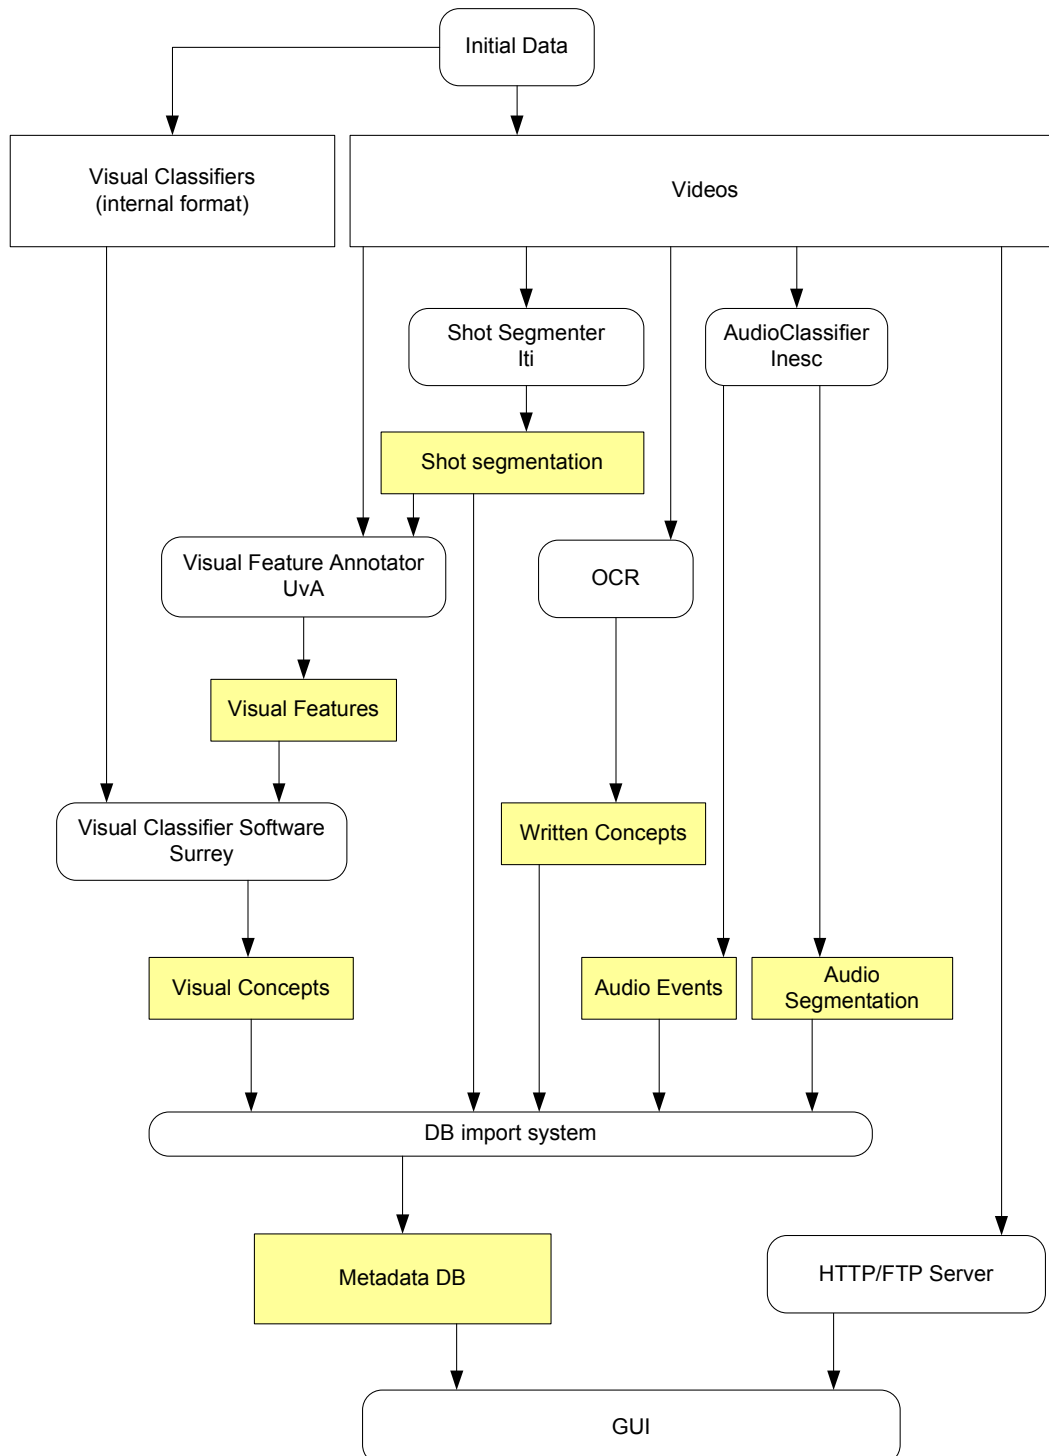 Initial Data
Visual Classifiers
(internal format)
Videos
Shot Segmenter
Iti
AudioClassifier
Inesc
Shot segmentation
Visual Feature Annotator
UvA
OCR
Visual Features
Visual Classifier Software
Surrey
Written Concepts
Visual Concepts
Audio Events
Audio
Segmentation
DB import system
Metadata DB
HTTP/FTP Server
GUI